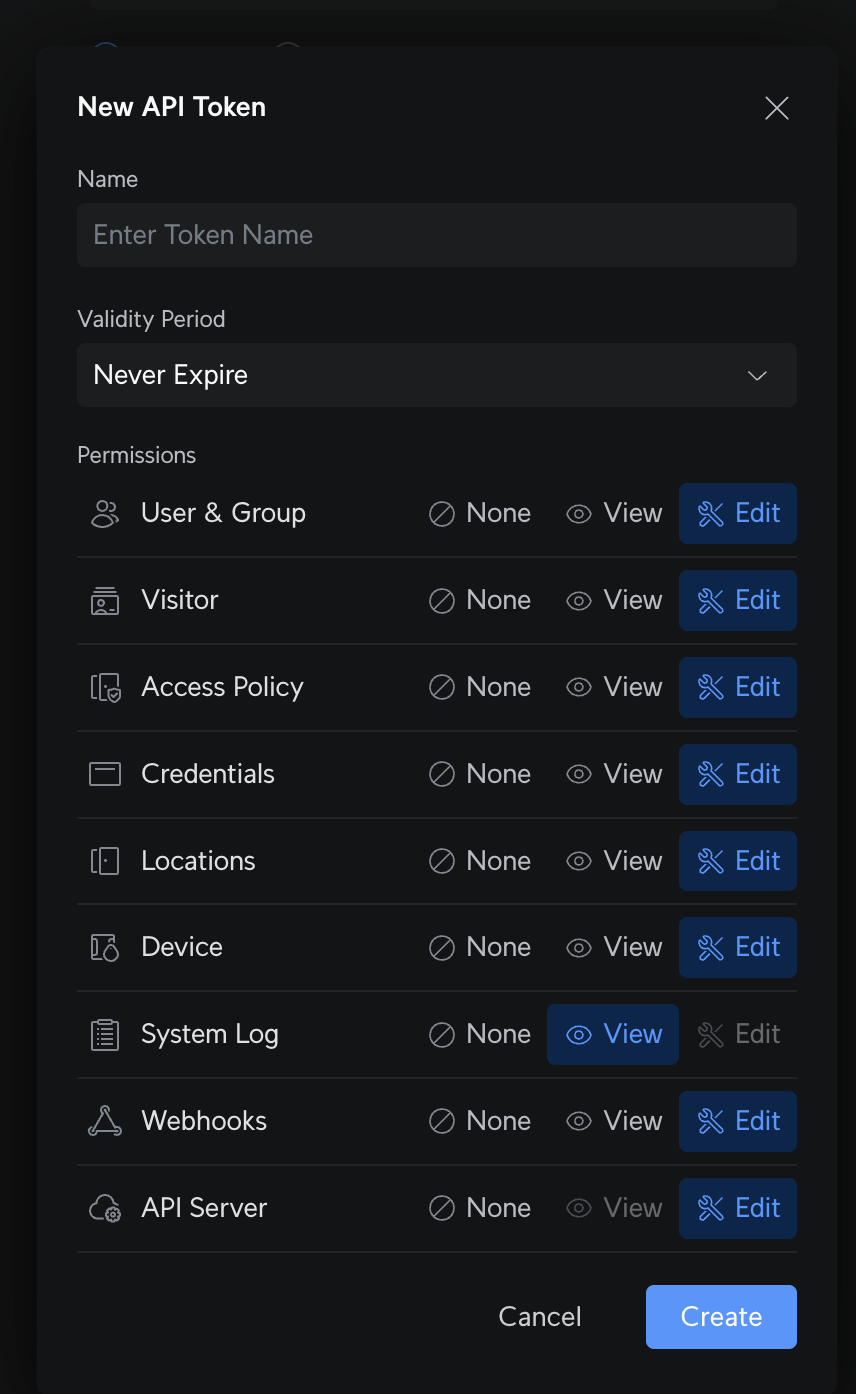 New API Token
Name
Enter Token Name
Validity Period
Never Expire
Permissions
User & Group None View Edit
Visitor None View Edit
Access Policy None View Edit
Credentials None View Edit
Locations None View Edit
Device None View Edit
System Log None View Edit
Webhooks None View Edit
API Server None View Edit
Cancel Create